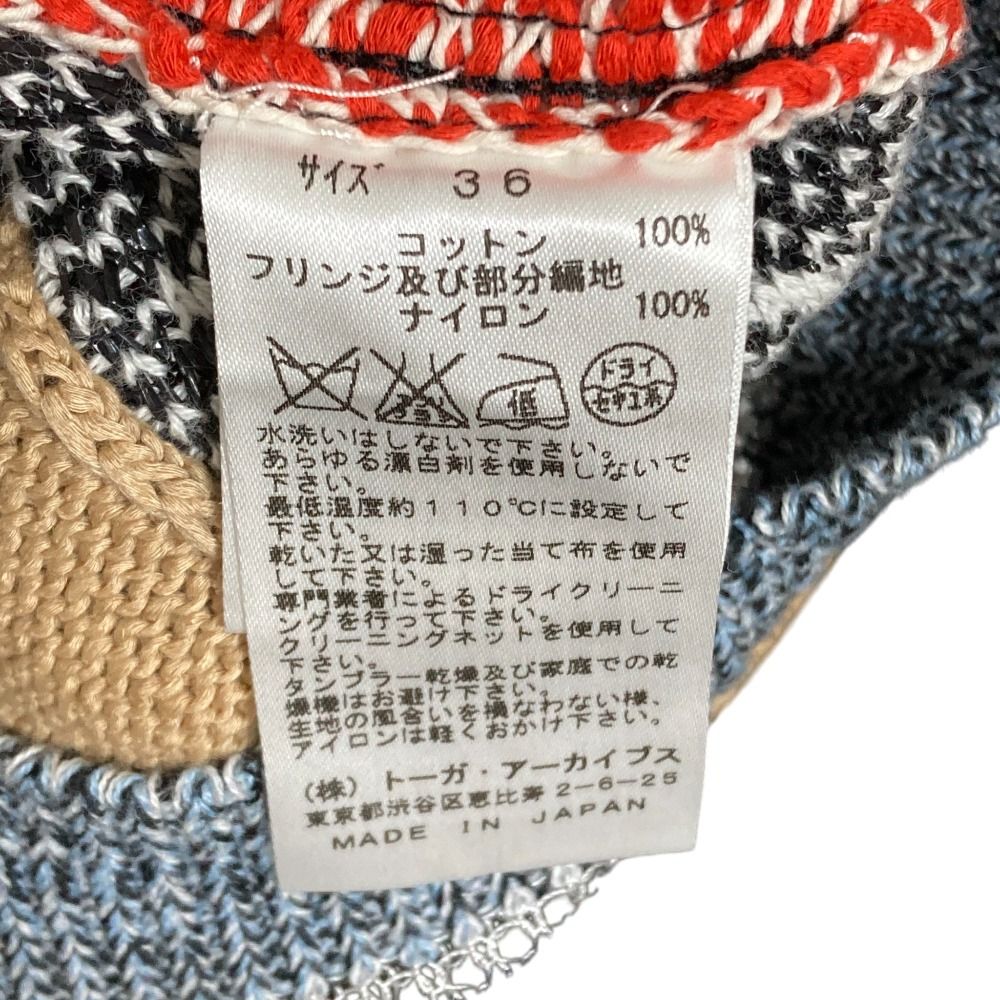 サイズ 36
コットン 100%
フリンジ及び部分編地
ナイロン 100%
エンソサラシ
低
ドライ
セキユ系
水洗いはしないで下さい。
あらゆる漂白剤を使用しないで
下さい。
最低温度約110℃に設定して
下さい。
乾いた又は湿った当て布を使用
して下さい。
専門業者によるドライクリーニ
ングを行って下さい。
クリーニングネットを使用して
下さい。
タンブラー乾燥及び家庭での乾
燥機はお避け下さい。
生地の風合いを損なわない様、
アイロンは軽くおかけ下さい。
(株)トーガ・アーカイブス
東京都渋谷区恵比寿2-6-25
MADE IN JAPAN